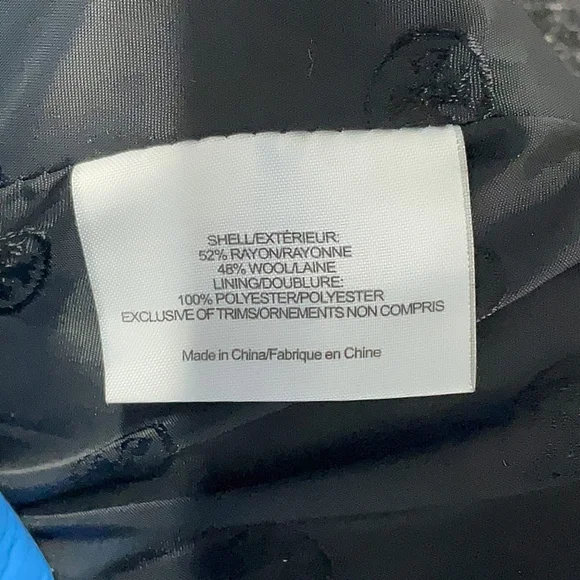 SHELL/EXTÉRIEUR:
52% RAYON/RAYONNE
48% WOOL/LAINE
LINING/DOUBLURE:
100% POLYESTER/POLYESTER
EXCLUSIVE OF TRIMS/ORNEMENTS NON COMPRIS
Made in China/Fabrique en Chine